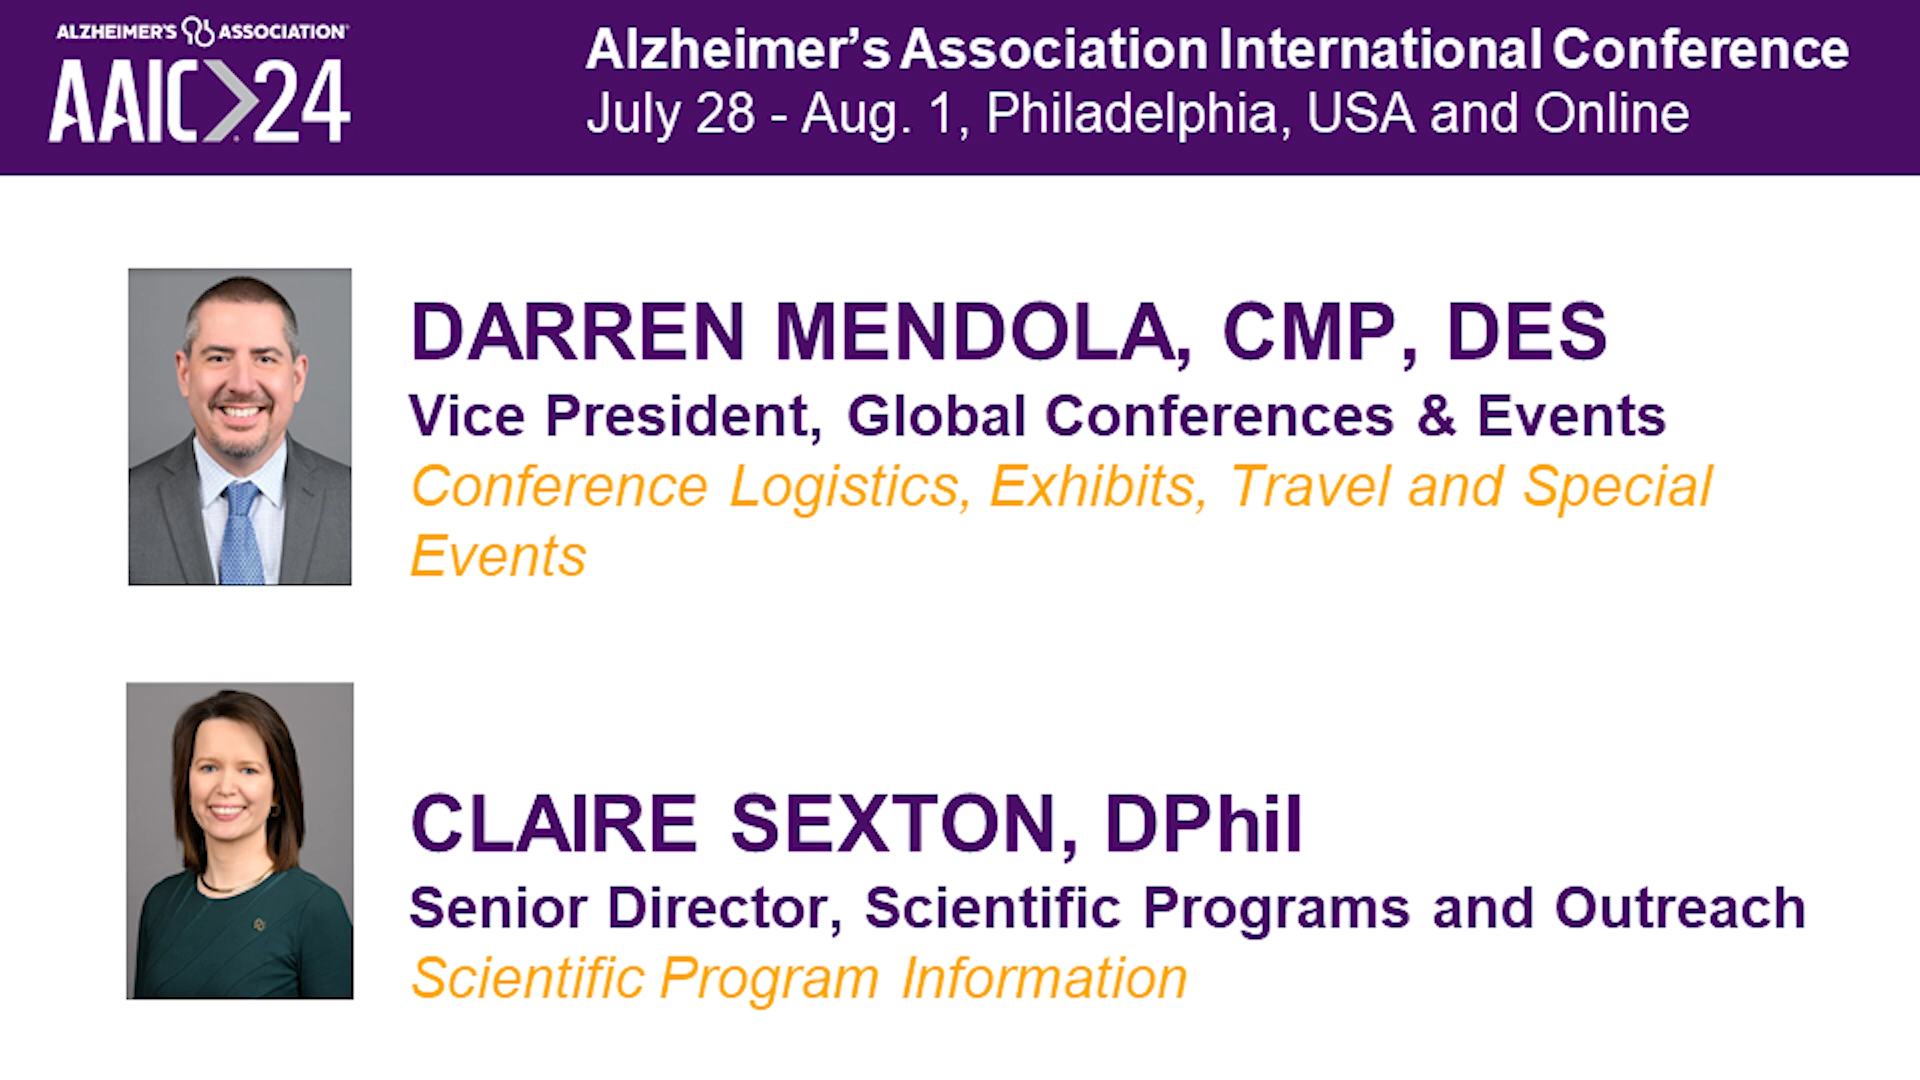 ALZHEIMER'S ASSOCIATION®
AAIC>24
Alzheimer’s Association International Conference
July 28 - Aug. 1, Philadelphia, USA and Online
DARREN MENDOLA, CMP, DES
Vice President, Global Conferences & Events
Conference Logistics, Exhibits, Travel and Special
Events
CLAIRE SEXTON, DPhil
Senior Director, Scientific Programs and Outreach
Scientific Program Information